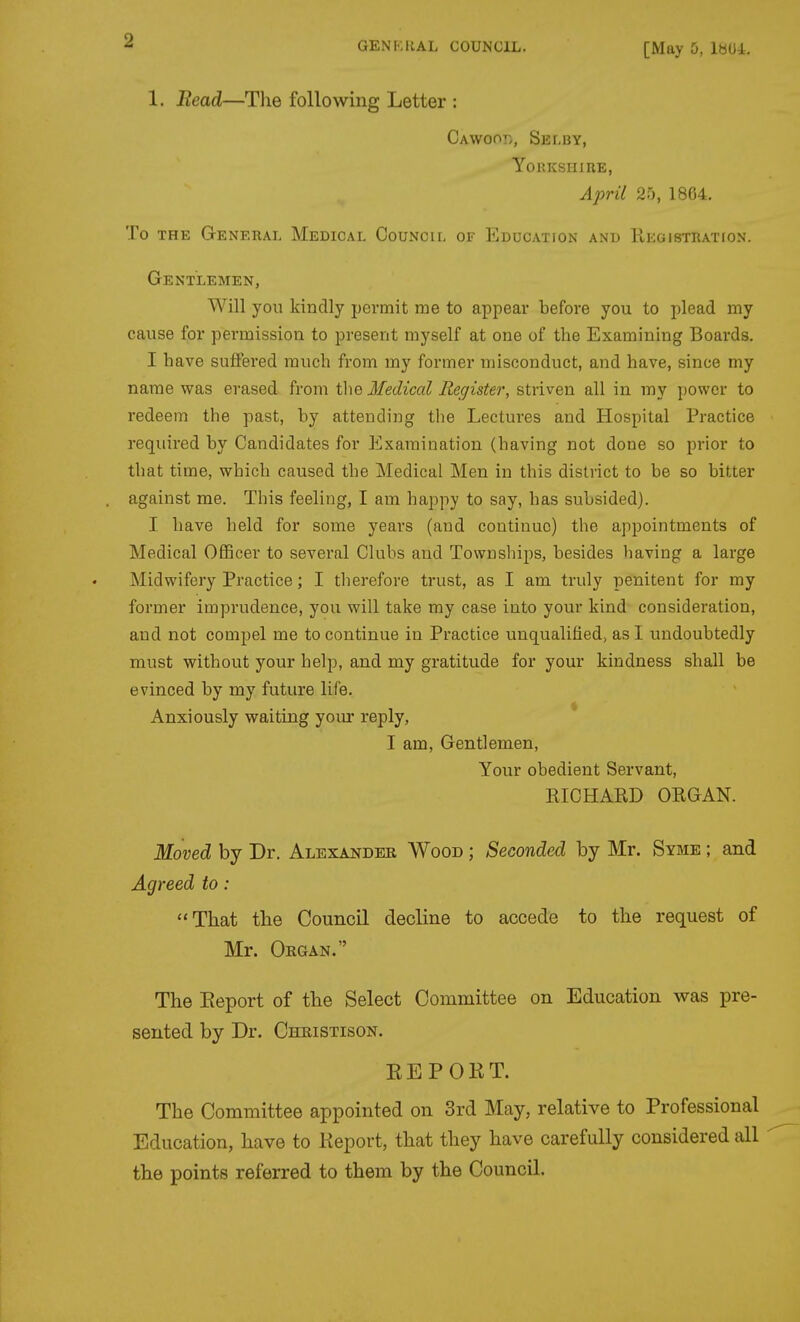 2
GENERAL COUNCIL. [May 5, 1864.
1. Read—The following Letter :
Cawood, Selby,
Yorkshire,
April 25, 1864.
To the General Medical Council of Education and Registration.
Gentlemen,
Will you kindly permit me to appear before you to plead my
cause for permission to present myself at one of the Examining Boards.
I have suffered much from my former misconduct, and have, since my
name was erased from the Medical Register, striven all in my power to
redeem the past, by attending the Lectures and Hospital Practice
required by Candidates for Examination (having not done so prior to
that time, which caused the Medical Men in this district to be so bitter
against me. This feeling, I am happy to say, has subsided).
I have held for some years (and continue) the appointments of
Medical Officer to several Clubs and Townships, besides having a large
Midwifery Practice ; I therefore trust, as I am truly penitent for my
former imprudence, you will take my case into your kind consideration,
and not compel me to continue in Practice unqualified, as I undoubtedly
must without your help, and my gratitude for your kindness shall be
evinced by my future life.
Anxiously waiting your reply,
I am, Gentlemen,
Your obedient Servant,
RICHARD ORGAN.
Moved by Dr. Alexander Wood ; Seconded by Mr. Syme ; and
Agreed to :
“That the Council decline to accede to the request of
Mr. Organ.”
The Report of the Select Committee on Education was pre-
sented by Dr. Christison.
REPORT.
The Committee appointed on 3rd May, relative to Professional
Education, have to Report, that they have carefully considered all
the points referred to them by the Council.